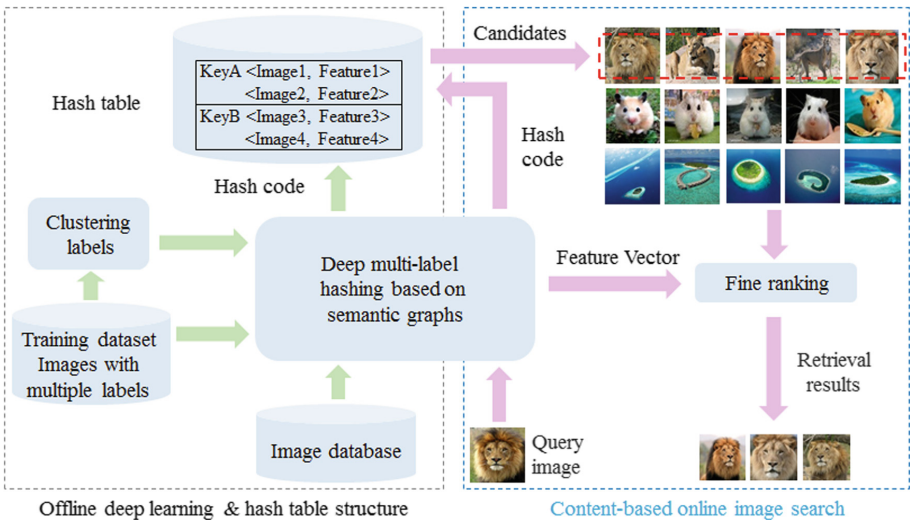 Candidates
KeyA <Image1, Feature1>
<Image2, Feature2>
KeyB <Image3, Feature3>
<Image4, Feature4>
Hash table
Hash
code
Hash code
Clustering
labels
Deep multi-label
hashing based on
semantic graphs
Feature Vector
Fine ranking
Training dataset
Images with
multiple labels
Retrieval
results
Image database
Query
image
Offline deep learning & hash table structure
Content-based online image search